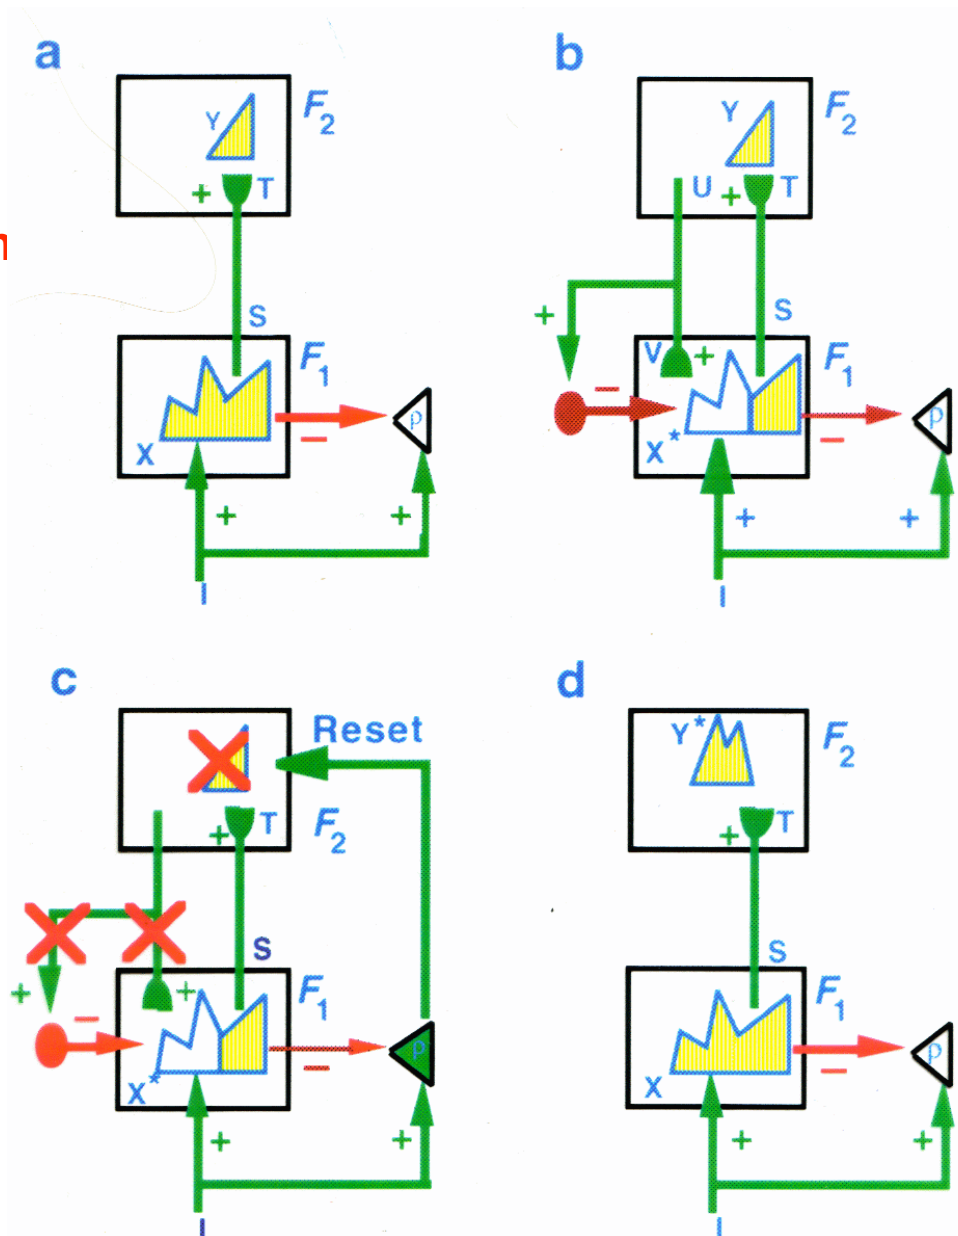 a
Y
F2
+
T
S
F1
X
−
ρ
+
+
I
b
Y
F2
U
+
T
+
S
V
+
F1
−
X*
−
ρ
+
+
I
c
Reset
+
T
F2
S
+
−
+
F1
X*
−
ρ
+
+
I
d
Y*
F2
+
T
S
F1
X
−
ρ
+
+
I